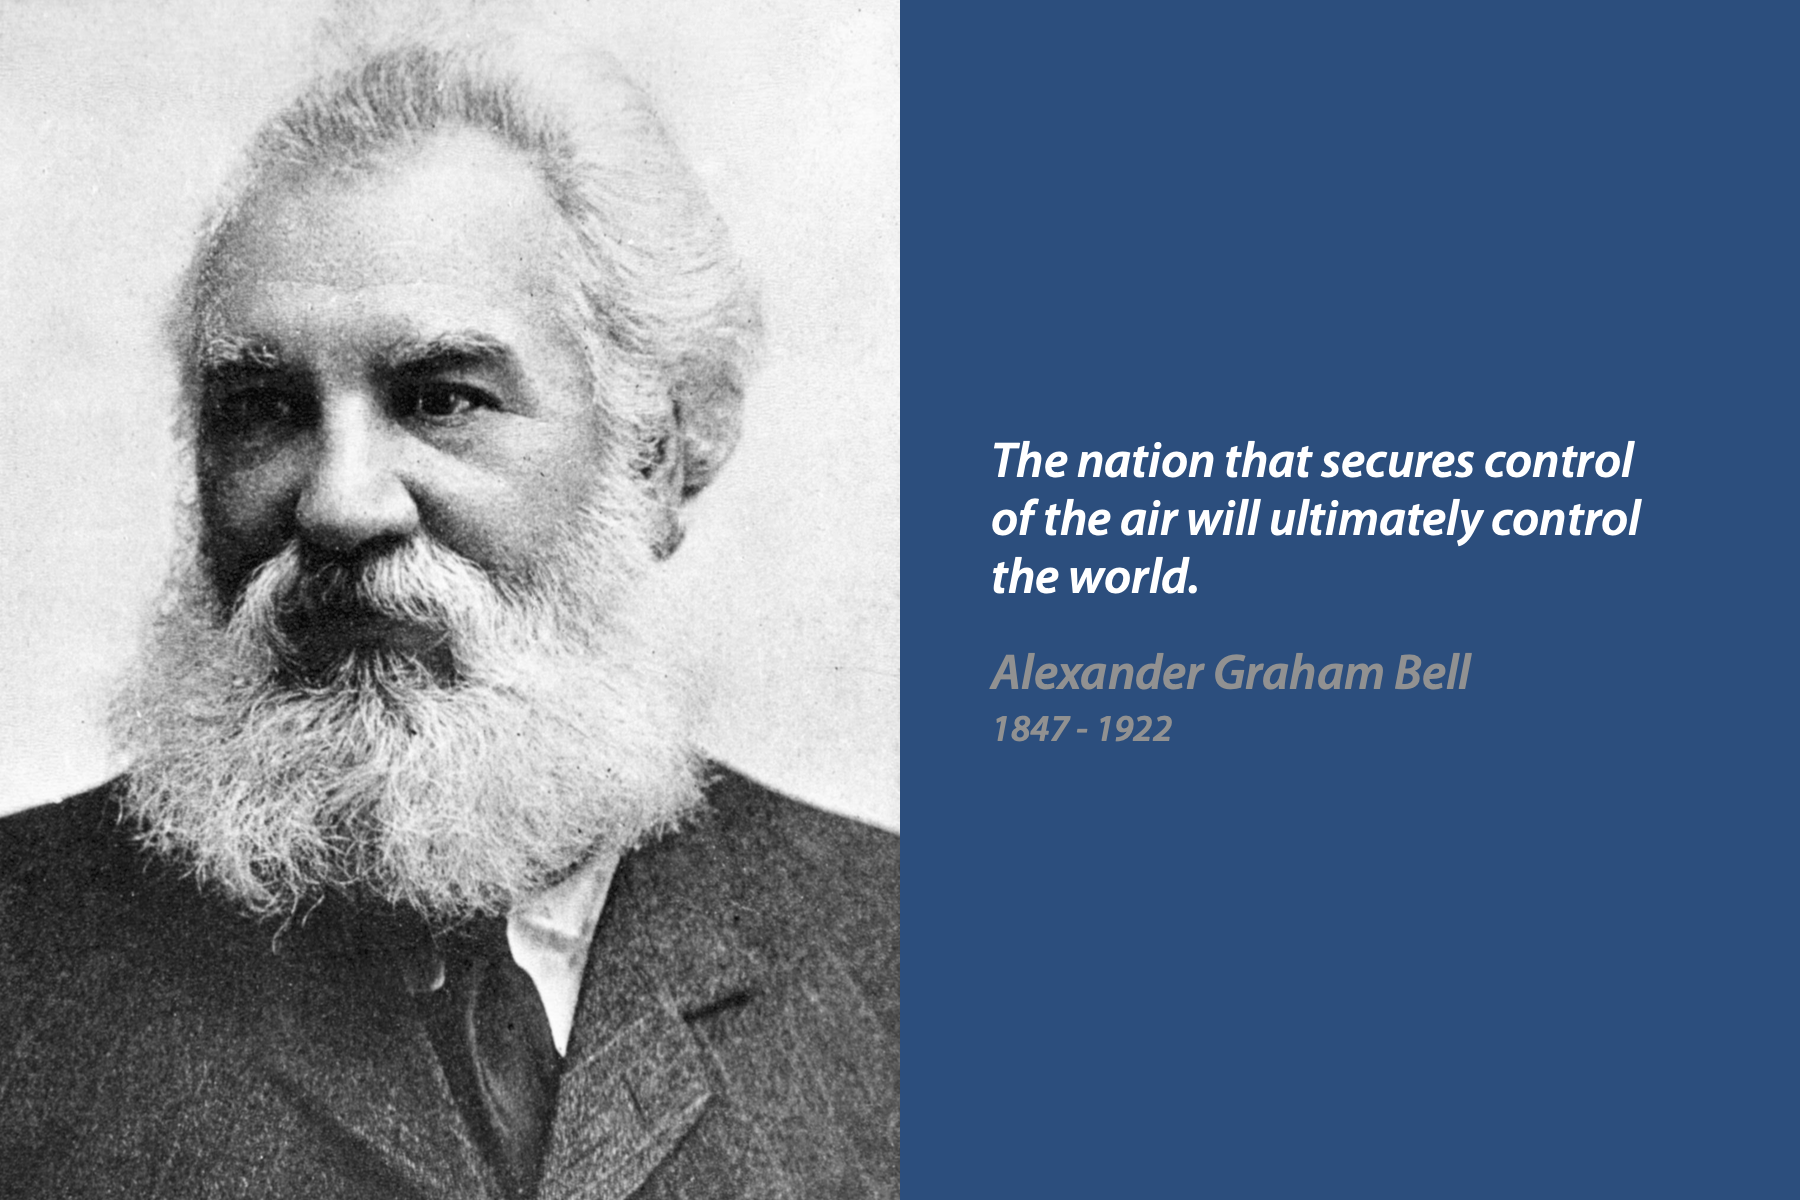 The nation that secures control
of the air will ultimately control
the world.
Alexander Graham Bell
1847 - 1922